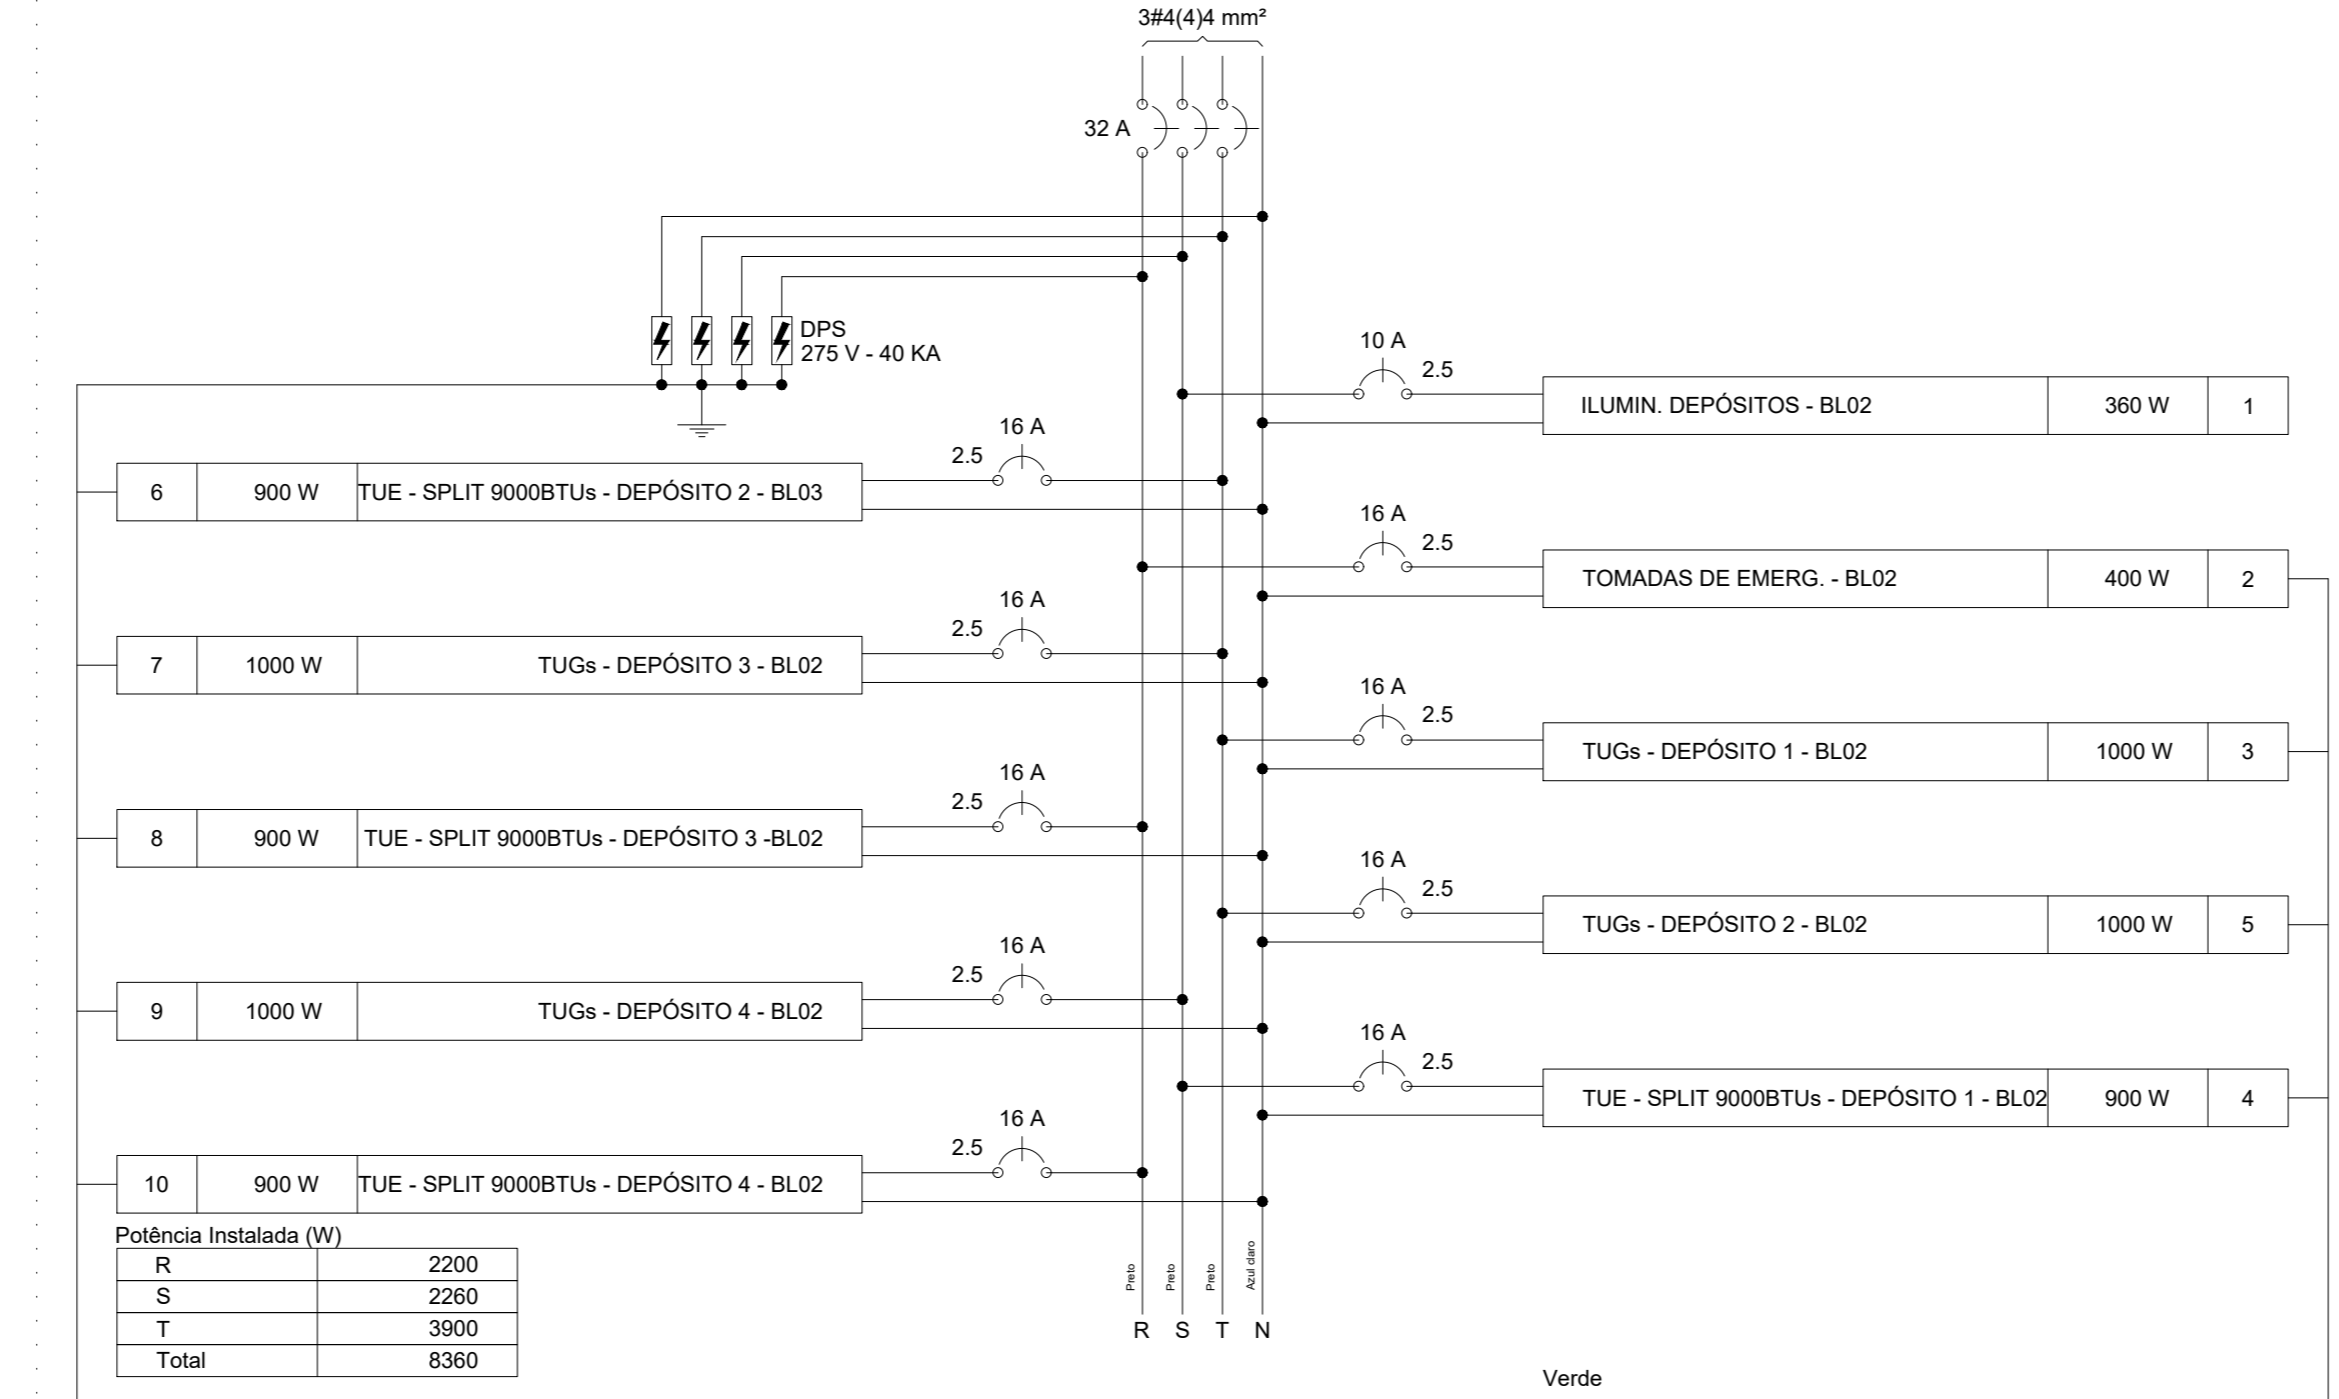 3#4(4)4 mm²
32 A
DPS
275 V - 40 KA
10 A
2.5
ILUMIN. DEPÓSITOS - BL02 360 W 1
16 A
2.5
6 900 W TUE - SPLIT 9000BTUs - DEPÓSITO 2 - BL03
16 A
2.5
TOMADAS DE EMERG. - BL02 400 W 2
16 A
2.5
7 1000 W TUGs - DEPÓSITO 3 - BL02
16 A
2.5
TUGs - DEPÓSITO 1 - BL02 1000 W 3
16 A
2.5
8 900 W TUE - SPLIT 9000BTUs - DEPÓSITO 3 -BL02
16 A
2.5
TUGs - DEPÓSITO 2 - BL02 1000 W 5
16 A
2.5
9 1000 W TUGs - DEPÓSITO 4 - BL02
16 A
2.5
TUE - SPLIT 9000BTUs - DEPÓSITO 1 - BL02 900 W 4
16 A
2.5
10 900 W TUE - SPLIT 9000BTUs - DEPÓSITO 4 - BL02
Potência Instalada (W)
R 2200
S 2260
T 3900
Total 8360
Preto
Preto
Preto
Azul claro
R S T N
Verde